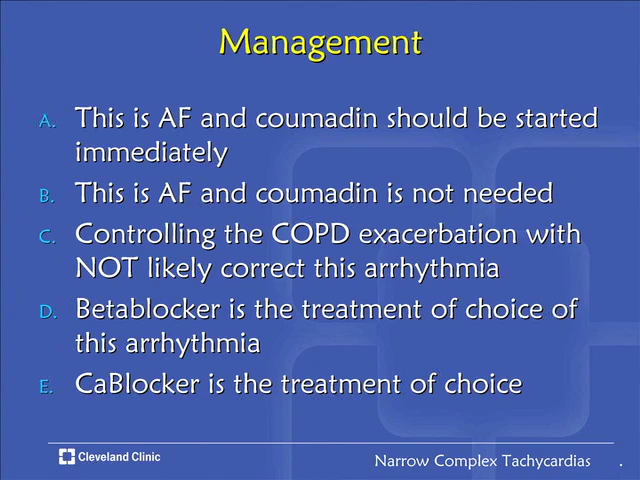 Management
A. This is AF and coumadin should be started
immediately
B. This is AF and coumadin is not needed
C. Controlling the COPD exacerbation with
NOT likely correct this arrhythmia
D. Betablocker is the treatment of choice of
this arrhythmia
E. CaBlocker is the treatment of choice
Cleveland Clinic
Narrow Complex Tachycardias .